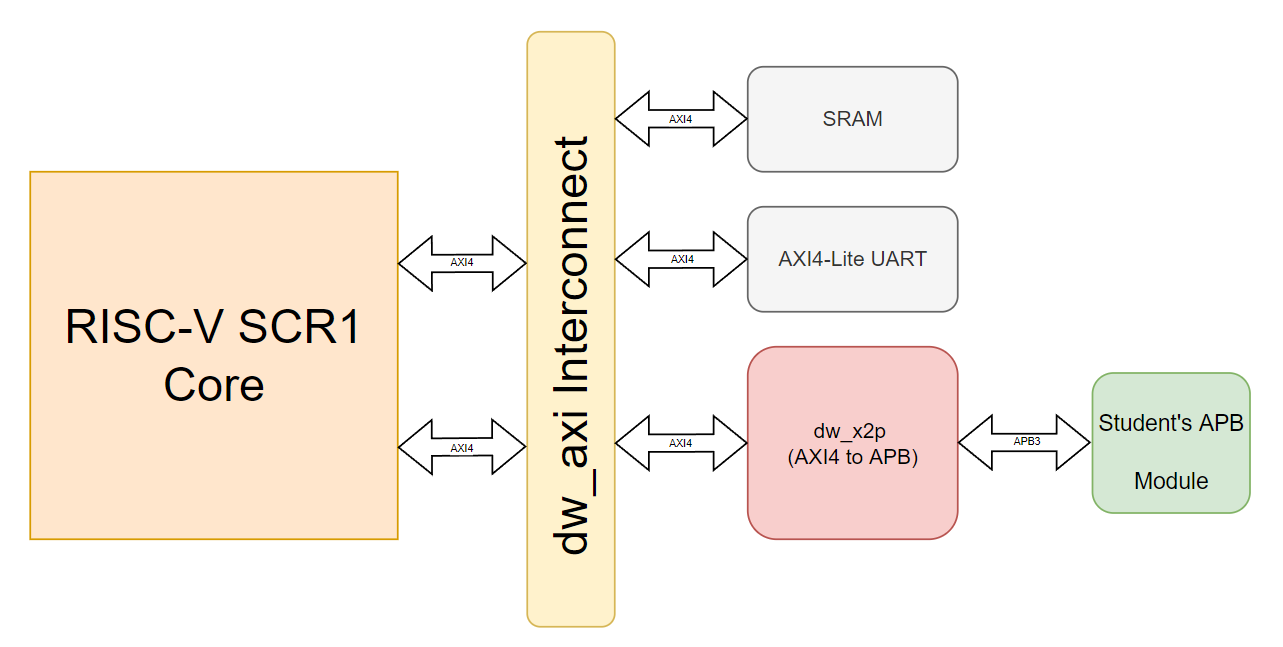 RISC-V SCR1
Core
AXI4
AXI4
dw_axi Interconnect
AXI4
SRAM
AXI4
AXI4-Lite UART
AXI4
dw_x2p
(AXI4 to APB)
APB3
Student's APB
Module